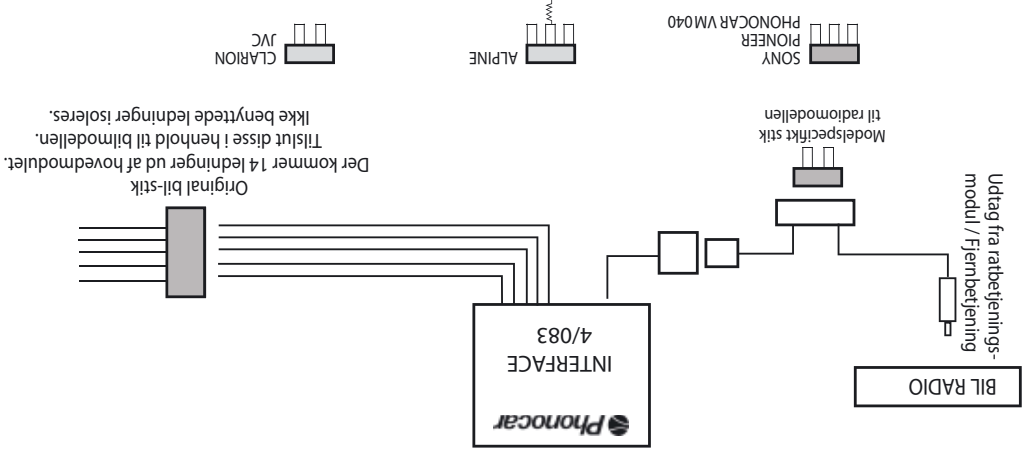 BIL RADIO
Phonocar
INTERFACE
4/083
Udtag fra ratbetjenings-
modul / Fjernbetjening
Original bil-stik
Der kommer 14 ledninger ud af hovedmodulet.
Tilslut disse i henhold til bilmodellen.
Ikke benyttede ledninger isoleres.
Modelspecifikt stik
til radiomodellen
SONY
PIONEER
PHONOCAR VM040
ALPINE
CLARION
JVC